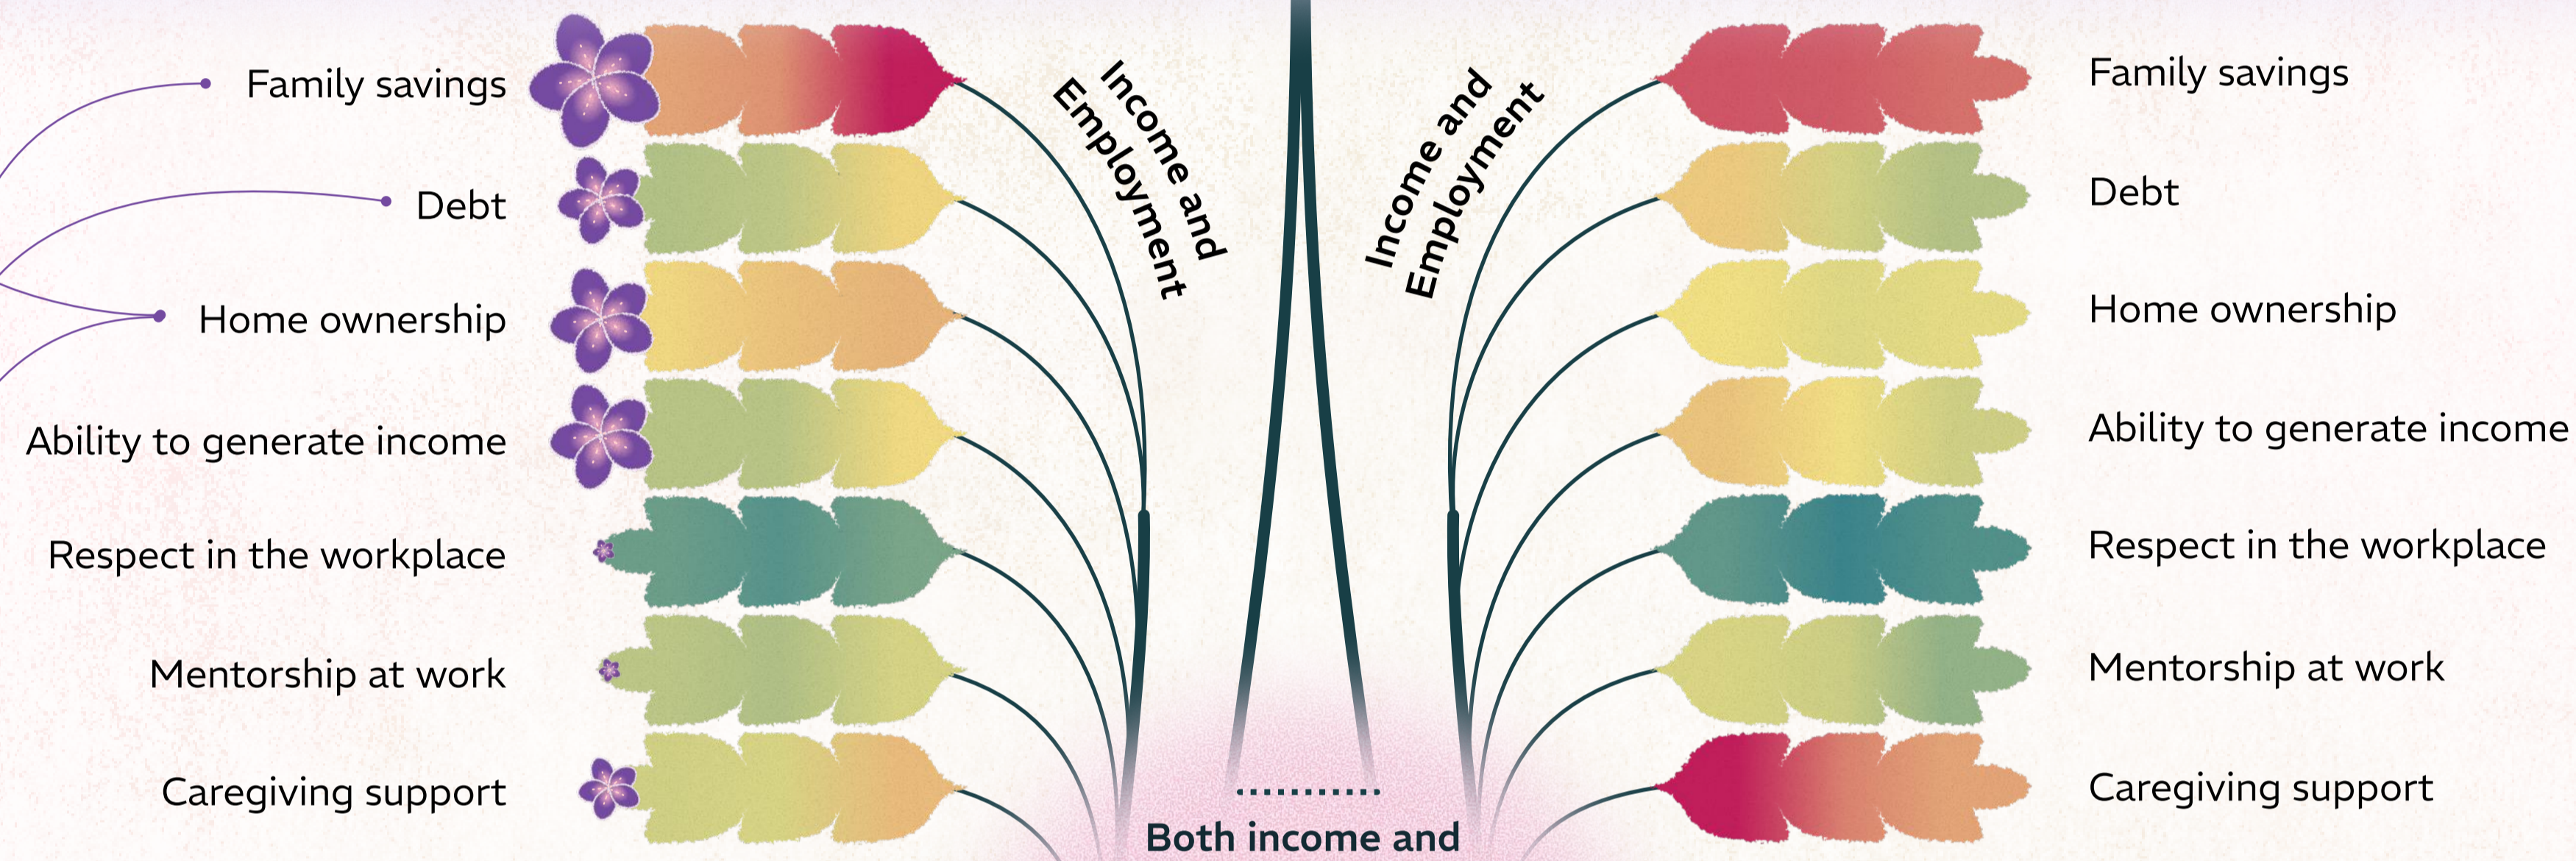 Family savings
Debt
Home ownership
Ability to generate income
Respect in the workplace
Mentorship at work
Caregiving support
Income and
Employment
Income and
Employment
Family savings
Debt
Home ownership
Ability to generate income
Respect in the workplace
Mentorship at work
Caregiving support
Both income and